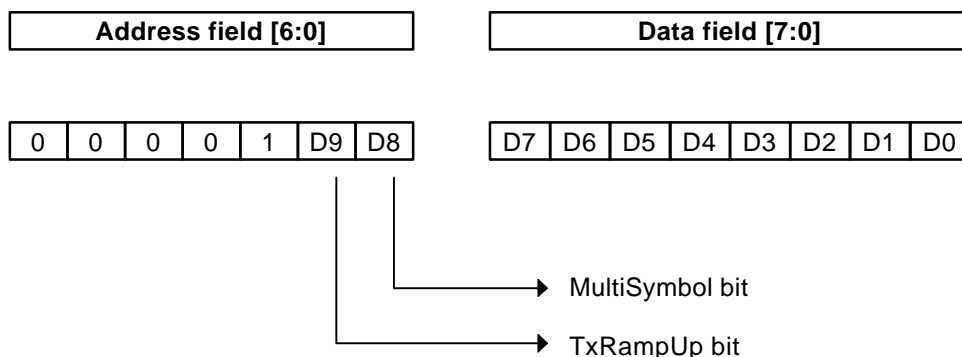 Address field [6:0] Data field [7:0]
0 0 0 0 1 D9 D8 D7 D6 D5 D4 D3 D2 D1 D0
MultiSymbol bit
TxRampUp bit